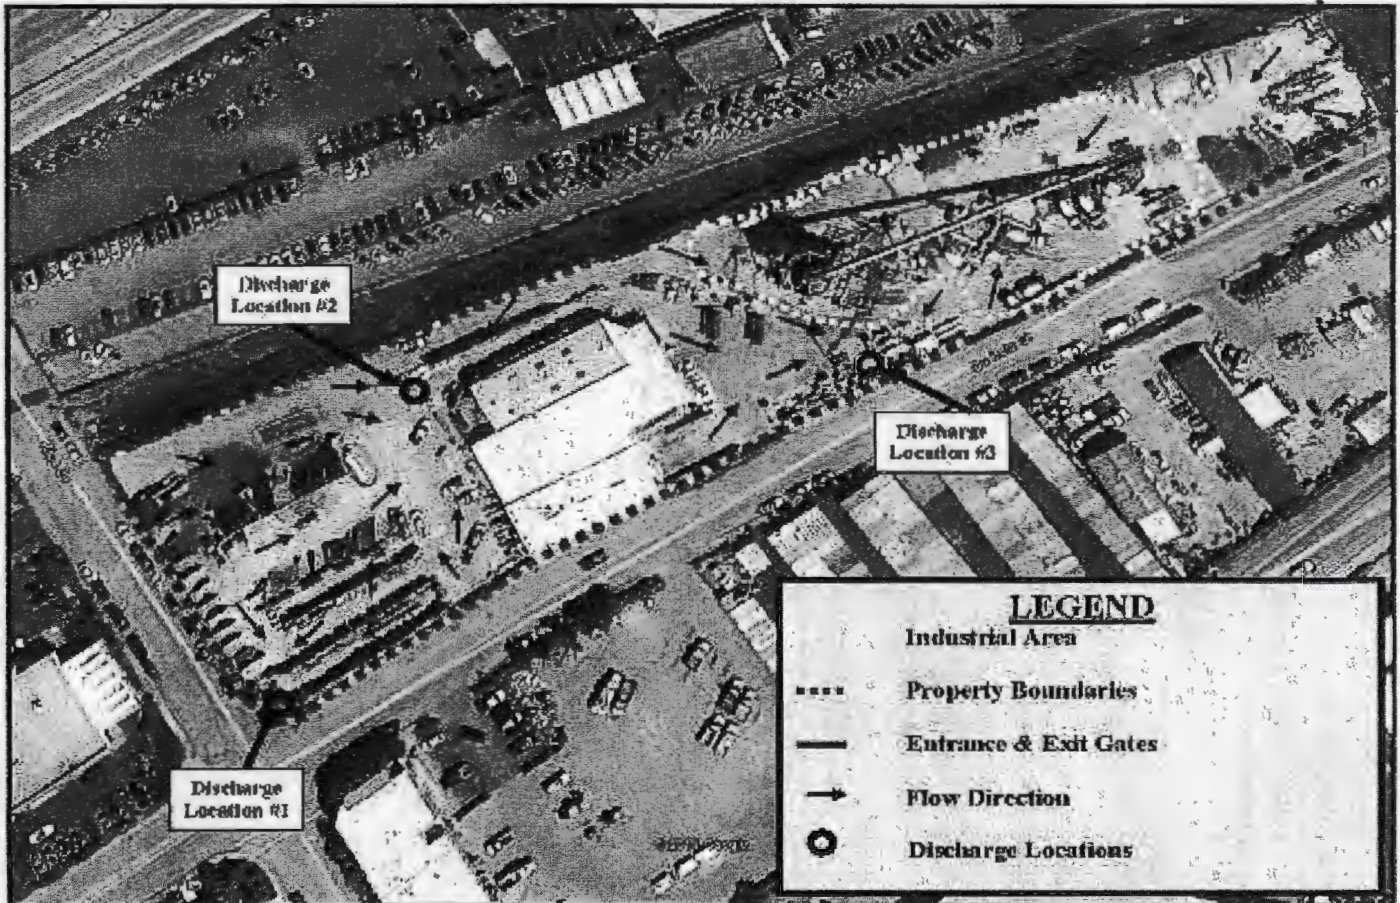 Discharge
Location #2
Discharge
Location #3
Discharge
Location #1
LEGEND
Industrial Area
Property Boundaries
Entrance & Exit Gates
Flow Direction
Discharge Locations